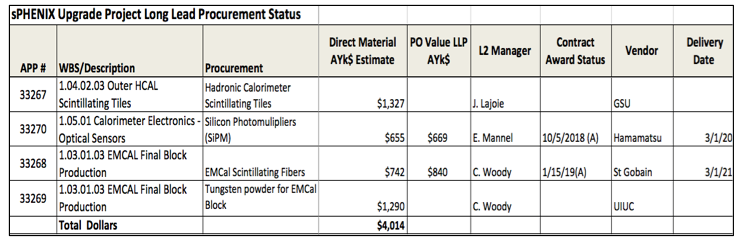 sPHENIX Upgrade Project Long Lead Procurement Status
APP # WBS/Description Procurement Direct Material AYk$ Estimate PO Value LLP AYk$ L2 Manager Contract Award Status Vendor Delivery Date
33267 1.04.02.03 Outer HCAL Scintillating Tiles Hadronic Calorimeter Scintillating Tiles $1,327 J. Lajoie GSU
33270 1.05.01 Calorimeter Electronics - Optical Sensors Silicon Photomulipliers (SiPM) $655 $669 E. Mannel 10/5/2018 (A) Hamamatsu 3/1/20
33268 1.03.01.03 EMCAL Final Block Production EMCal Scintillating Fibers $742 $840 C. Woody 1/15/19(A) St Gobain 3/1/21
33269 1.03.01.03 EMCAL Final Block Production Tungsten powder for EMCal Block $1,290 C. Woody UIUC
Total Dollars $4,014